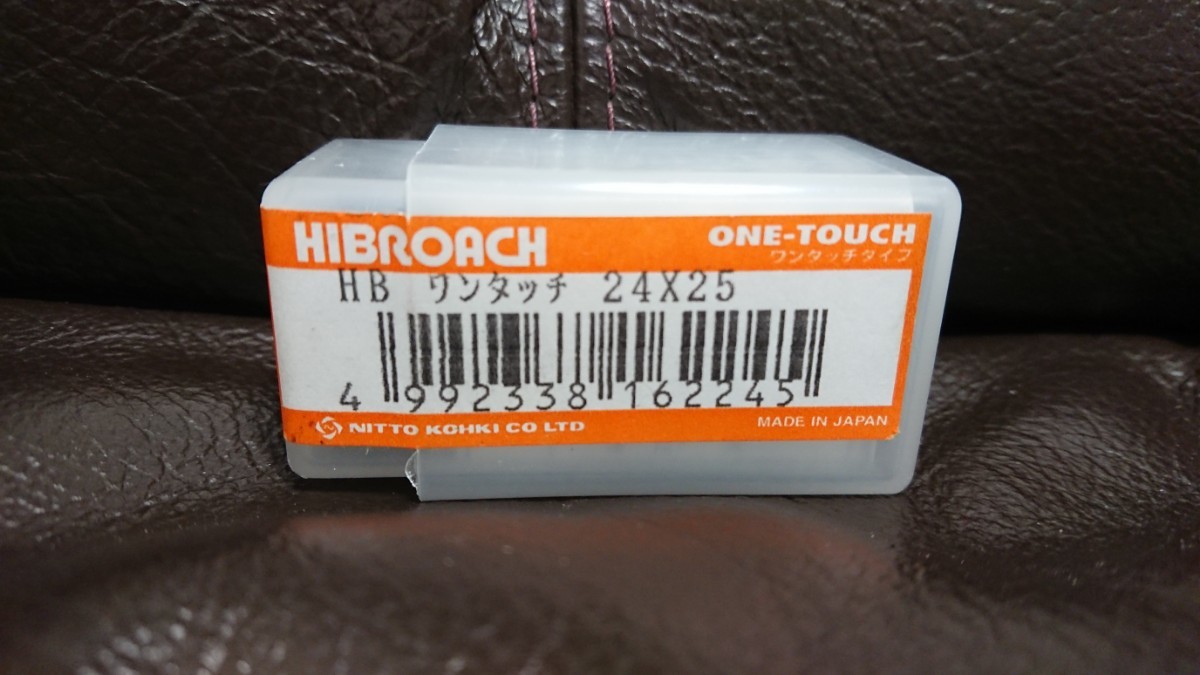 HIBROACH
ONE-TOUCH
ワンタッチタイプ
HB ワンタッチ 24X25
4 992338 162245
NITTO KOHKI CO LTD
MADE IN JAPAN